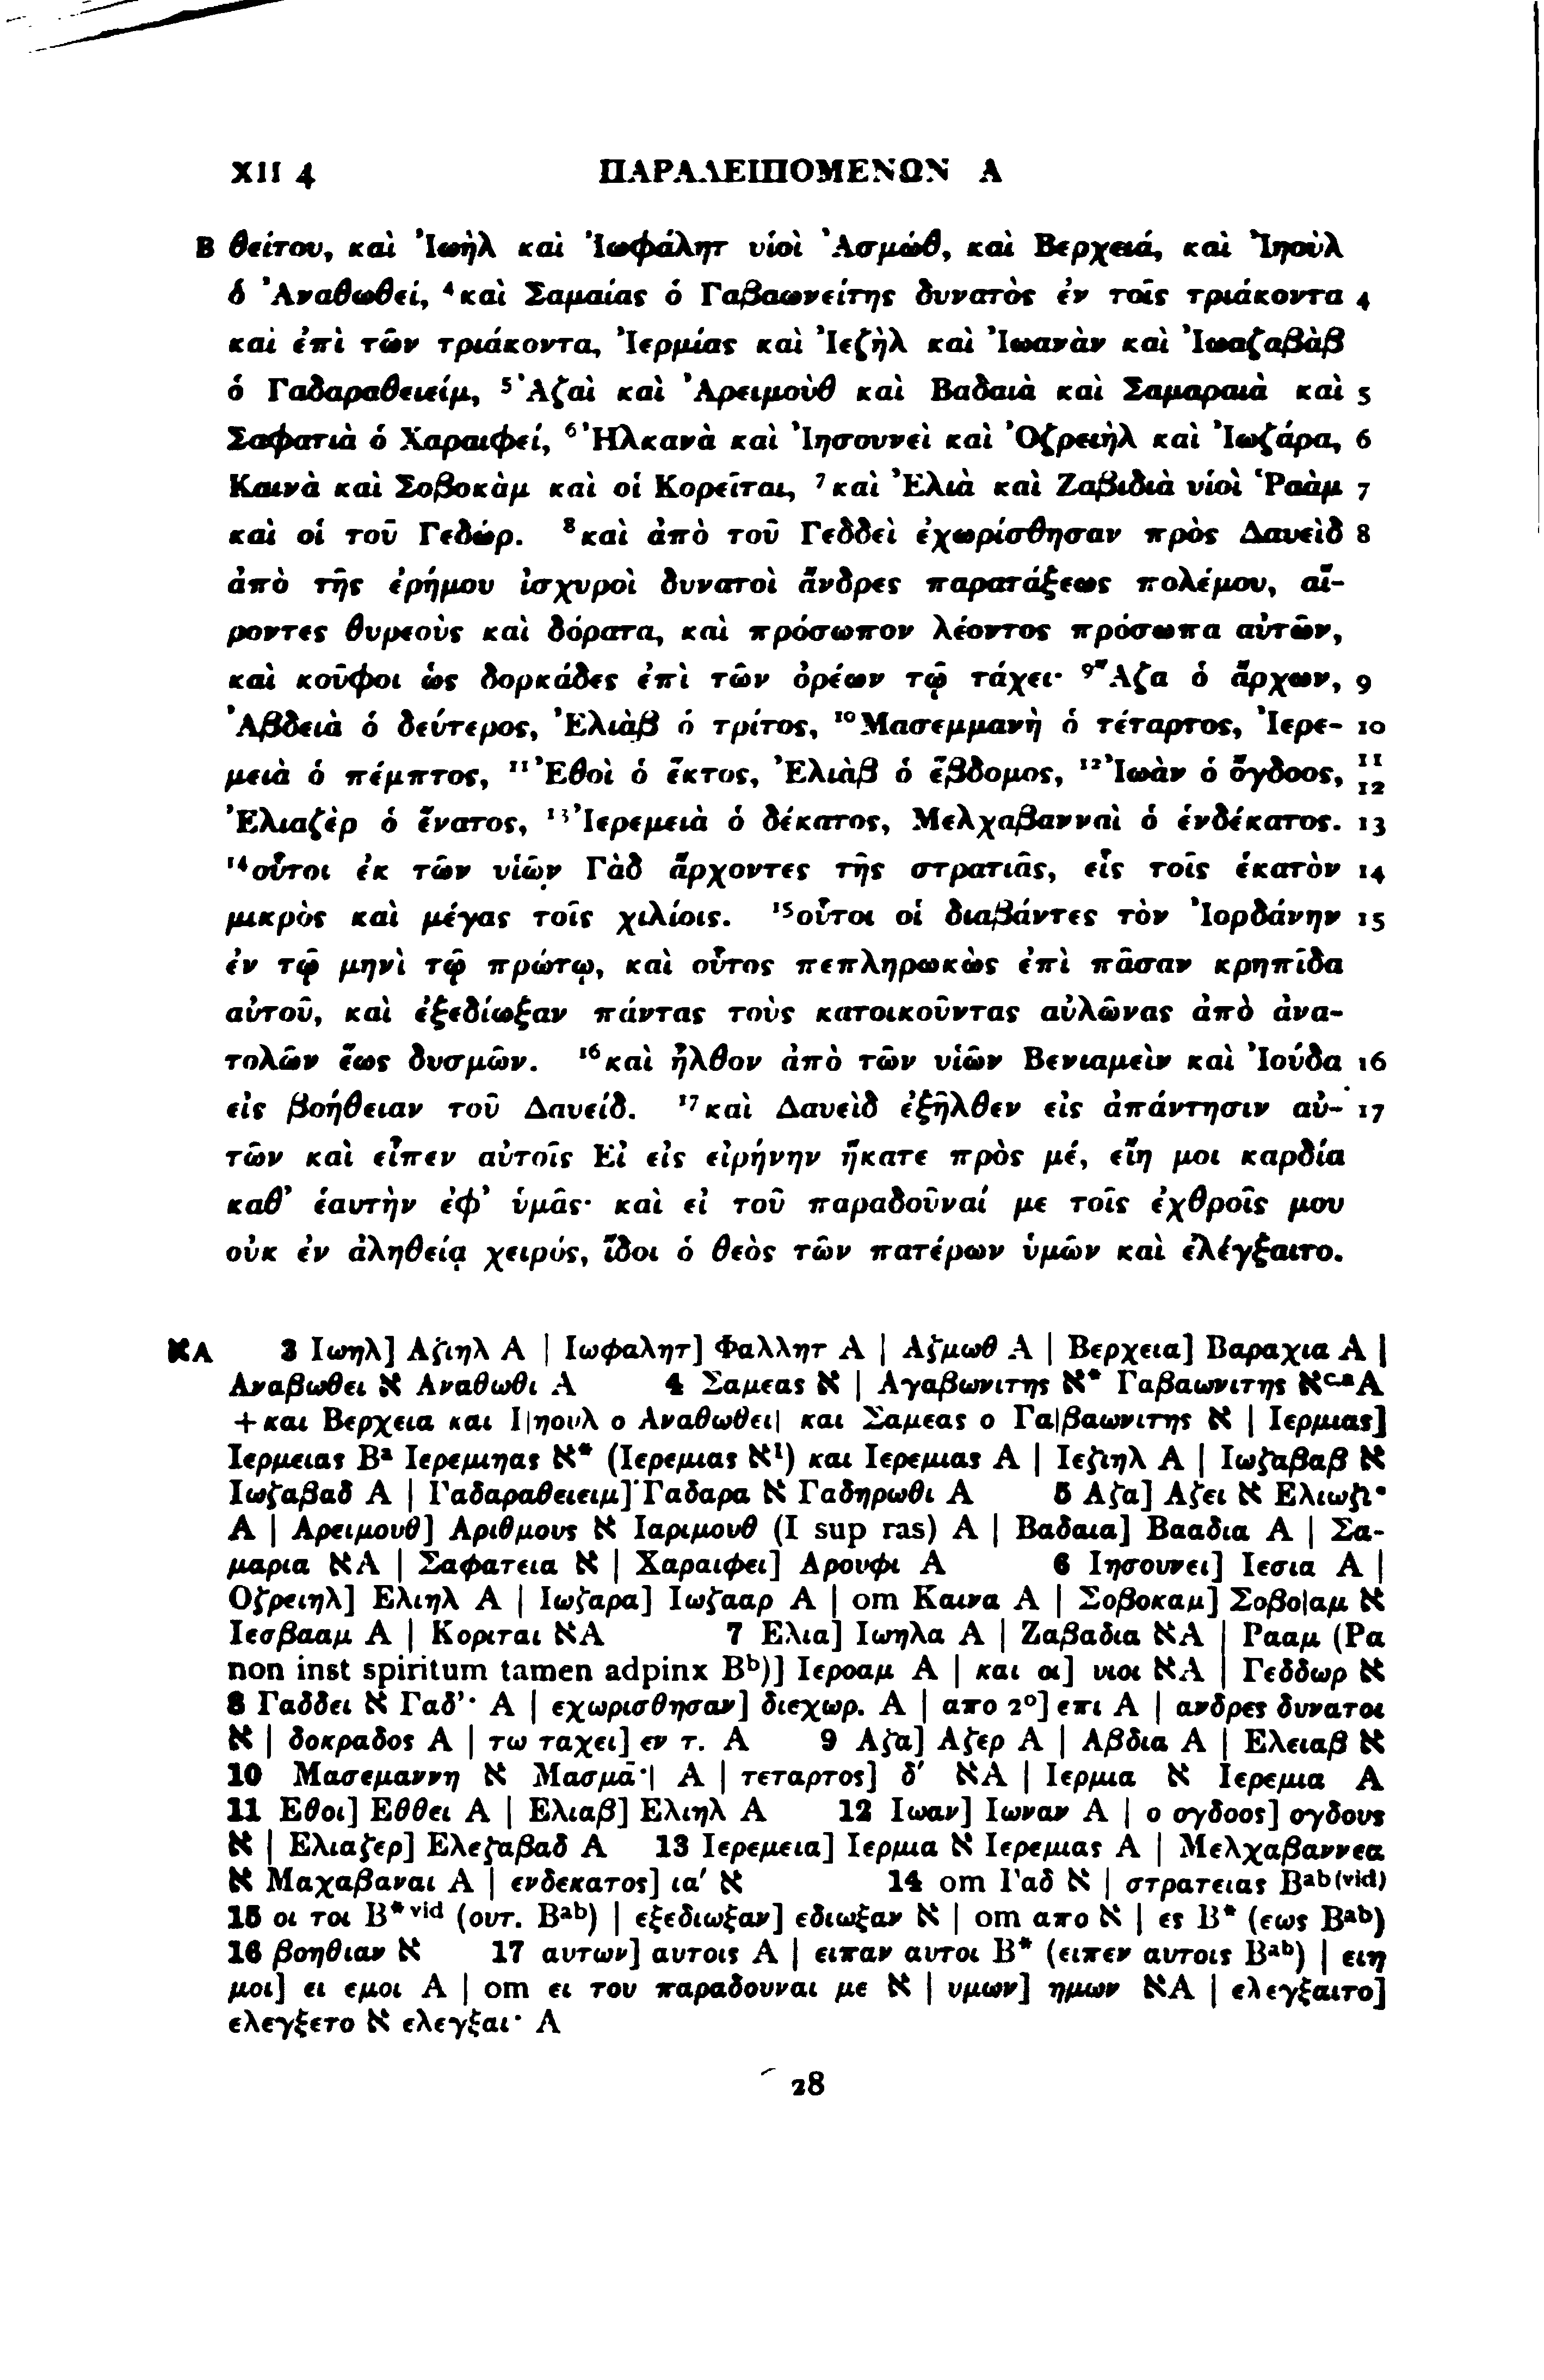 XII 4 ΠΑΡΑΛΕΙΠΟΜΕΝΩΝ Α
B θείτου, καὶ Ἰωὴλ καὶ Ἰωφάλητ υἱοὶ Ἀσμώθ, καὶ Βερχειά, καὶ Ἰηοὺλ
ὁ Ἀναθωθεί, ⁴καὶ Σαμαίας ὁ Γαβαωνείτης δυνατὸς ἐν τοῖς τριάκοντα 4
καὶ ἐπὶ τῶν τριάκοντα, Ἰερμίας καὶ Ἰεζὴλ καὶ Ἰωανὰν καὶ Ἰωαζαβὰβ
ὁ Γαδαραθειείμ, ⁵Ἀζαὶ καὶ Ἀρειμοὺθ καὶ Βαδαιὰ καὶ Σαμαραιὰ καὶ 5
Σαφατιὰ ὁ Χαραιφεί, ⁶Ἠλκανὰ καὶ Ἰησουνεὶ καὶ Ὀζρειὴλ καὶ Ἰωζάρα, 6
Καινὰ καὶ Σοβοκὰμ καὶ οἱ Κορεῖται, ⁷καὶ Ἐλιὰ καὶ Ζαβιδιὰ υἱοὶ Ῥαὰμ 7
καὶ οἱ τοῦ Γεδώρ. ⁸καὶ ἀπὸ τοῦ Γεδδεὶ ἐχωρίσθησαν πρὸς Δαυεὶδ 8
ἀπὸ τῆς ἐρήμου ἰσχυροὶ δυνατοὶ ἄνδρες παρατάξεως πολέμου, αἴ-
ροντες θυρεοὺς καὶ δόρατα, καὶ πρόσωπον λέοντος πρόσωπα αὐτῶν,
καὶ κοῦφοι ὡς δορκάδες ἐπὶ τῶν ὀρέων τῷ τάχει· ⁹Ἄζα ὁ ἄρχων, 9
Ἀβδειὰ ὁ δεύτερος, Ἐλιὰβ ὁ τρίτος, ¹⁰Μασεμμανὴ ὁ τέταρτος, Ἰερε- 10
μειὰ ὁ πέμπτος, ¹¹Ἐθοὶ ὁ ἕκτος, Ἐλιὰβ ὁ ἕβδομος, ¹²Ἰωὰν ὁ ὄγδοος, 11 12
Ἐλιαζὲρ ὁ ἔνατος, ¹³Ἰερεμειὰ ὁ δέκατος, Μελχαβανναὶ ὁ ἑνδέκατος. 13
¹⁴οὗτοι ἐκ τῶν υἱῶν Γὰδ ἄρχοντες τῆς στρατιᾶς, εἷς τοῖς ἑκατὸν 14
μικρὸς καὶ μέγας τοῖς χιλίοις. ¹⁵οὗτοι οἱ διαβάντες τὸν Ἰορδάνην 15
ἐν τῷ μηνὶ τῷ πρώτῳ, καὶ οὗτος πεπληρωκὼς ἐπὶ πᾶσαν κρηπῖδα
αὐτοῦ, καὶ ἐξεδίωξαν πάντας τοὺς κατοικοῦντας αὐλῶνας ἀπὸ ἀνα-
τολῶν ἕως δυσμῶν. ¹⁶καὶ ἦλθον ἀπὸ τῶν υἱῶν Βενιαμεὶν καὶ Ἰούδα 16
εἰς βοήθειαν τοῦ Δαυείδ. ¹⁷καὶ Δαυεὶδ ἐξῆλθεν εἰς ἀπάντησιν αὐ- 17
τῶν καὶ εἶπεν αὐτοῖς Εἰ εἰς εἰρήνην ἥκατε πρὸς μέ, εἴη μοι καρδία
καθ’ ἑαυτὴν ἐφ’ ὑμᾶς· καὶ εἰ τοῦ παραδοῦναί με τοῖς ἐχθροῖς μου
οὐκ ἐν ἀληθείᾳ χειρός, ἴδοι ὁ θεὸς τῶν πατέρων ὑμῶν καὶ ἐλέγξαιτο.
אA 3 Ιωηλ] Αζιηλ A | Ιωφαλητ] Φαλλητ A | Αζμωθ A | Βερχεια] Βαραχια A |
Αναβωθει א Αναθωθι A 4 Σαμεας א | Αγαβωνιτης א* Γαβαωνιτης אᶜ·ᵃA
+και Βερχεια και Ι|ηουλ ο Αναθωθει| και Σαμεας ο Γα|βαωνιτης א | Ιερμιας]
Ιερμειας Bᵃ Ιερεμιηας א* (Ιερεμιας א¹) και Ιερεμιας A | Ιεζιηλ A | Ιωζαβαβ א
Ιωζαβαδ A | Γαδαραθειειμ] Γαδαρα א Γαδηρωθι A 5 Αζα] Αζει א Ελιωζι·
A | Αρειμουθ] Αριθμους א Ιαριμουθ (Ι sup ras) A | Βαδαια] Βααδια A | Σα-
μαρια אA | Σαφατεια א | Χαραιφει] Αρουφι A 6 Ιησουνει] Ιεσια A |
Οζρειηλ] Ελιηλ A | Ιωζαρα] Ιωζααρ A | om Καινα A | Σοβοκαμ] Σοβο|αμ א
Ιεσβααμ A | Κοριται אA 7 Ελια] Ιωηλα A | Ζαβαδια אA | Ρααμ (Ρα
non inst spiritum tamen adpinx Bᵇ)] Ιεροαμ A | και οι] υιοι אA | Γεδδωρ א
8 Γαδδει א Γαδ’· A | εχωρισθησαν] διεχωρ. A | απο 2°] επι A | ανδρες δυνατοι
א | δοκραδος A | τω ταχει] εν τ. A 9 Αζα] Αζερ A | Αβδια A | Ελειαβ א
10 Μασεμαννη א Μασμᾱ·| A | τεταρτος] δ′ אA | Ιερμια א Ιερεμια A
11 Εθοι] Εθθει A | Ελιαβ] Ελιηλ A 12 Ιωαν] Ιωναν A | ο ογδοος] ογδους
א | Ελιαζερ] Ελεζαβαδ A 13 Ιερεμεια] Ιερμια א Ιερεμιας A | Μελχαβαννεα
א Μαχαβαναι A | ενδεκατος] ια′ א 14 om Γαδ א | στρατειας Bᵃᵇ⁽ᵛⁱᵈ⁾
15 οι τοι B*ᵛⁱᵈ (ουτ. Bᵃᵇ) | εξεδιωξαν] εδιωξαν א | om απο א | ες B* (εως Bᵃᵇ)
16 βοηθιαν א 17 αυτων] αυτοις A | ειπαν αυτοι B* (ειπεν αυτοις Bᵃᵇ) | ειη
μοι] ει εμοι A | om ει του παραδουναι με א | υμων] ημων אA | ελεγξαιτο]
ελεγξετο א ελεγξαι· A
28